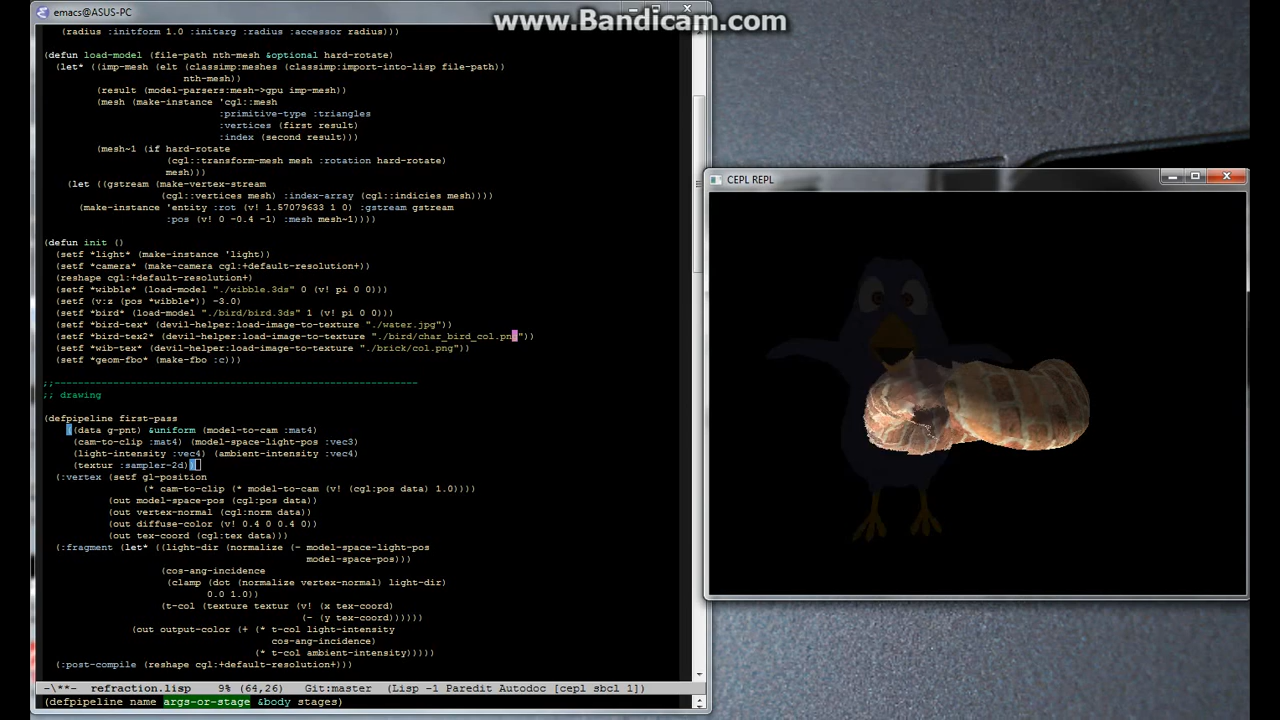 emacs@ASUS-PC
www.Bandicam.com
(radius :initform 1.0 :initarg :radius :accessor radius)))
(defun load-model (file-path nth-mesh &optional hard-rotate)
(let* ((imp-mesh (elt (classimp:meshes (classimp:import-into-lisp file-path))
nth-mesh))
(result (model-parsers:mesh->gpu imp-mesh))
(mesh (make-instance 'cgl::mesh
:primitive-type :triangles
:vertices (first result)
:index (second result)))
(mesh~1 (if hard-rotate
(cgl::transform-mesh mesh :rotation hard-rotate)
mesh)))
(let ((gstream (make-vertex-stream
(cgl::vertices mesh) :index-array (cgl::indicies mesh))))
(make-instance 'entity :rot (v! 1.57079633 1 0) :gstream gstream
:pos (v! 0 -0.4 -1) :mesh mesh~1))))
(defun init ()
(setf *light* (make-instance 'light))
(setf *camera* (make-camera cgl:+default-resolution+))
(reshape cgl:+default-resolution+)
(setf *wibble* (load-model "./wibble.3ds" 0 (v! pi 0 0)))
(setf (v:z (pos *wibble*)) -3.0)
(setf *bird* (load-model "./bird/bird.3ds" 1 (v! pi 0 0)))
(setf *bird-tex* (devil-helper:load-image-to-texture "./water.jpg"))
(setf *bird-tex2* (devil-helper:load-image-to-texture "./bird/char_bird_col.png"))
(setf *wib-tex* (devil-helper:load-image-to-texture "./brick/col.png"))
(setf *geom-fbo* (make-fbo :c)))
;;----------------------------------------------------------------
;; drawing
(defpipeline first-pass
((data g-pnt) &uniform (model-to-cam :mat4)
(cam-to-clip :mat4) (model-space-light-pos :vec3)
(light-intensity :vec4) (ambient-intensity :vec4)
(textur :sampler-2d))
(:vertex (setf gl-position
(* cam-to-clip (* model-to-cam (v! (cgl:pos data) 1.0))))
(out model-space-pos (cgl:pos data))
(out vertex-normal (cgl:norm data))
(out diffuse-color (v! 0.4 0 0.4 0))
(out tex-coord (cgl:tex data)))
(:fragment (let* ((light-dir (normalize (- model-space-light-pos
model-space-pos)))
(cos-ang-incidence
(clamp (dot (normalize vertex-normal) light-dir)
0.0 1.0))
(t-col (texture textur (v! (x tex-coord)
(- (y tex-coord))))))
(out output-color (+ (* t-col light-intensity
cos-ang-incidence)
(* t-col ambient-intensity)))))
(:post-compile (reshape cgl:+default-resolution+)))
-\**- refraction.lisp 9% (64,26) Git:master (Lisp -1 Paredit Autodoc [cepl sbcl 1])
(defpipeline name args-or-stage &body stages)
CEPL REPL